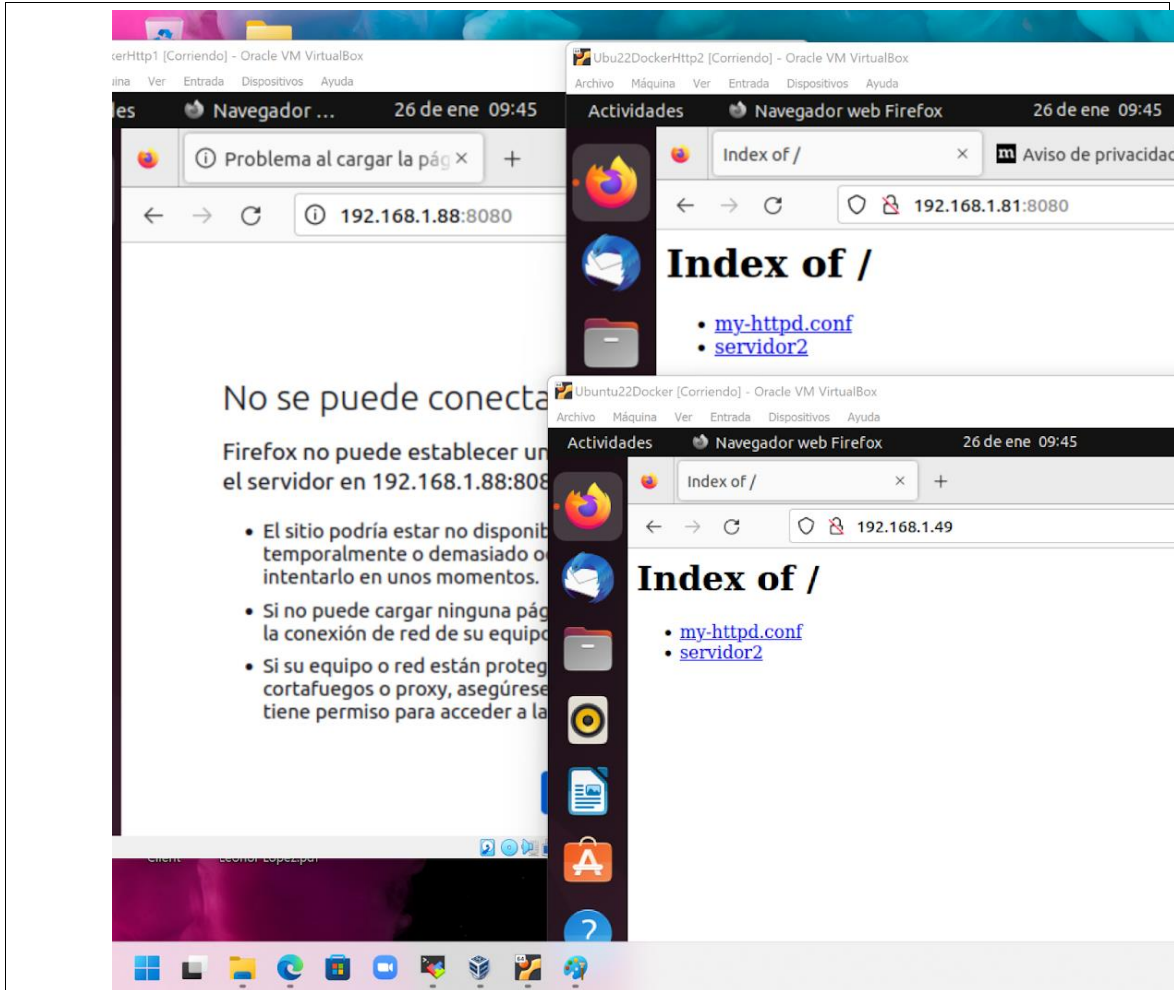 kerHttp1 [Corriendo] - Oracle VM VirtualBox
uina Ver Entrada Dispositivos Ayuda
des Navegador ... 26 de ene 09:45
Problema al cargar la pág × +
192.168.1.88:8080
No se puede conecta
Firefox no puede establecer un
el servidor en 192.168.1.88:808
• El sitio podría estar no disponib
temporalmente o demasiado o
intentarlo en unos momentos.
• Si no puede cargar ninguna pág
la conexión de red de su equipo
• Si su equipo o red están proteg
cortafuegos o proxy, asegúrese
tiene permiso para acceder a la
Ubu22DockerHttp2 [Corriendo] - Oracle VM VirtualBox
Archivo Máquina Ver Entrada Dispositivos Ayuda
Actividades Navegador web Firefox 26 de ene 09:45
Index of / × m Aviso de privacidad
192.168.1.81:8080
Index of /
• my-httpd.conf
• servidor2
Ubuntu22Docker [Corriendo] - Oracle VM VirtualBox
Archivo Máquina Ver Entrada Dispositivos Ayuda
Actividades Navegador web Firefox 26 de ene 09:45
Index of / × +
192.168.1.49
Index of /
• my-httpd.conf
• servidor2
Client
64